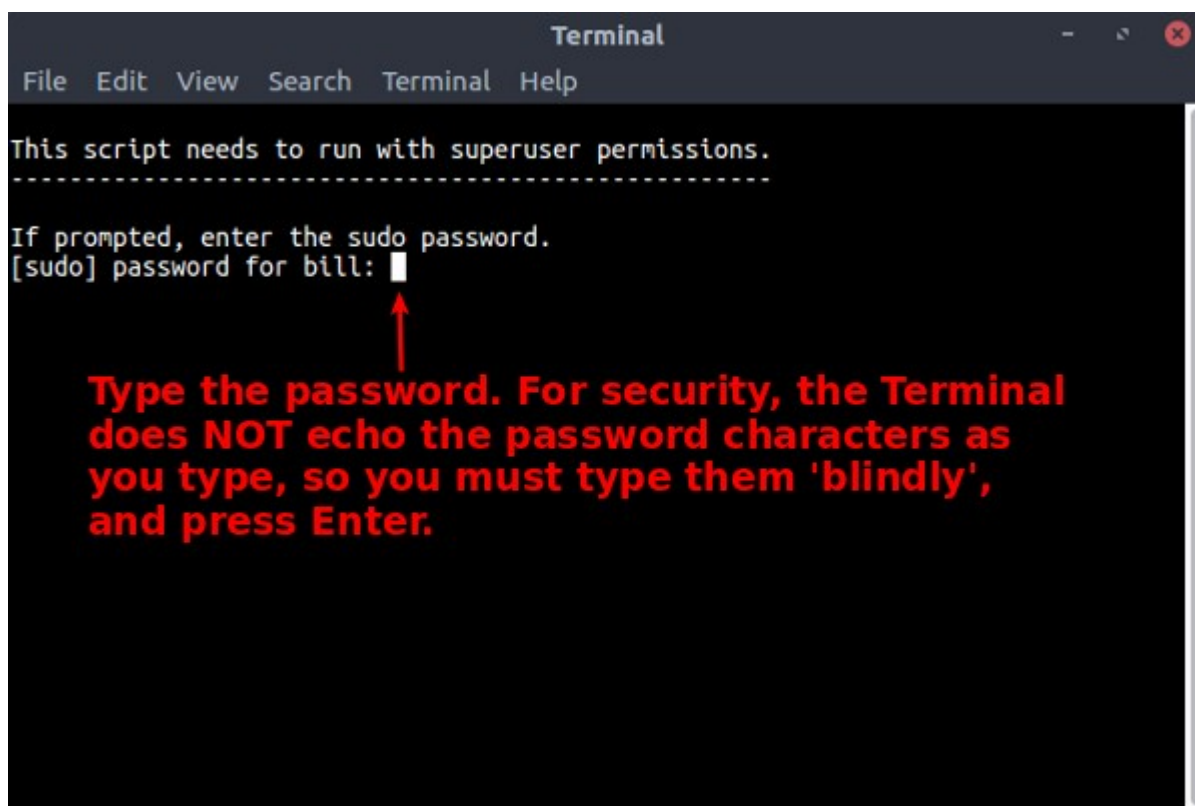 Terminal
File Edit View Search Terminal Help
This script needs to run with superuser permissions.
----------------------------------------------------
If prompted, enter the sudo password.
[sudo] password for bill:
Type the password. For security, the Terminal
does NOT echo the password characters as
you type, so you must type them 'blindly',
and press Enter.